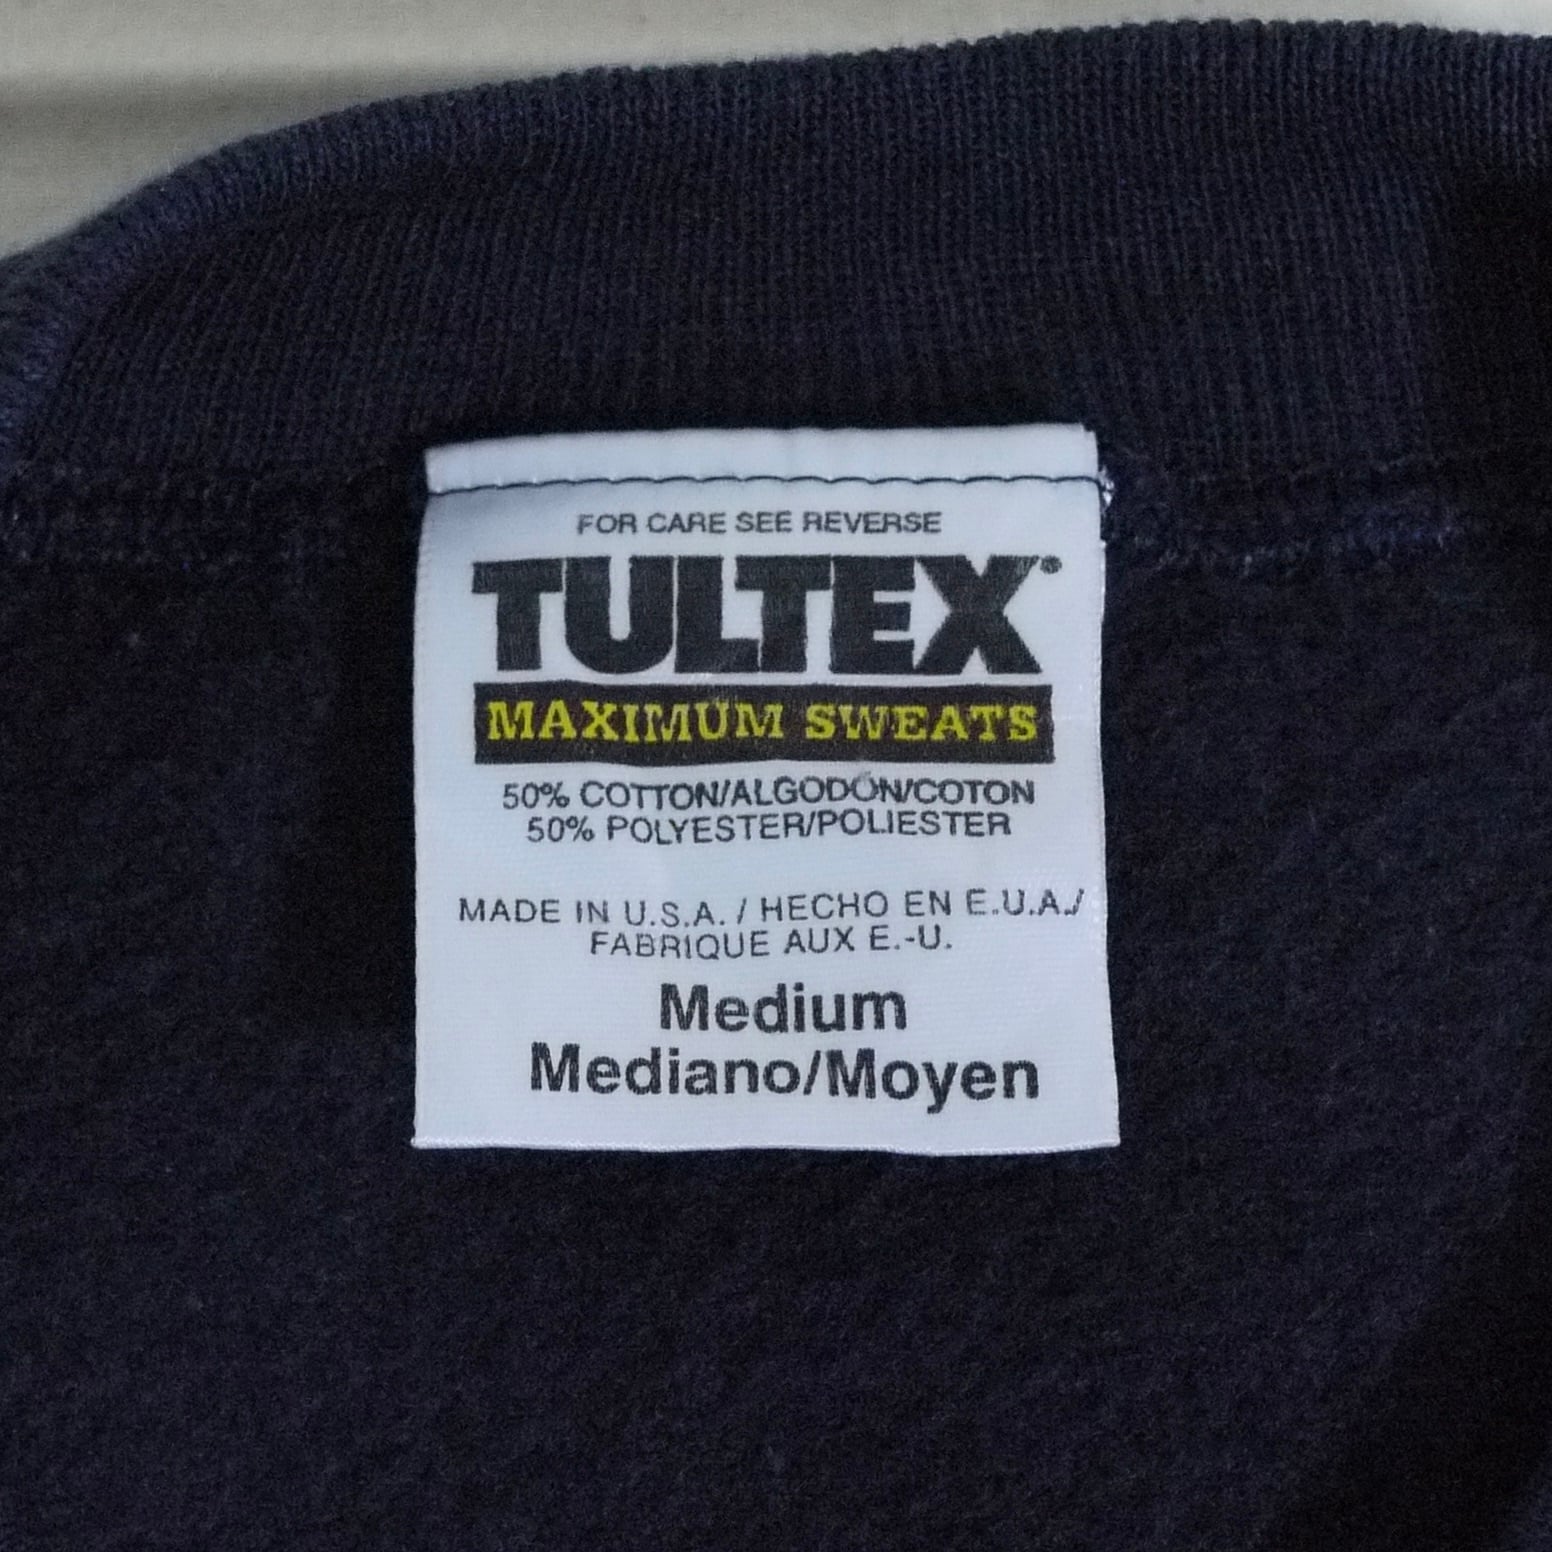 FOR CARE SEE REVERSE
TULTEX®
MAXIMUM SWEATS
50% COTTON/ALGODÓN/COTON
50% POLYESTER/POLIESTER
MADE IN U.S.A. / HECHO EN E.U.A./
FABRIQUE AUX E.-U.
Medium
Mediano/Moyen